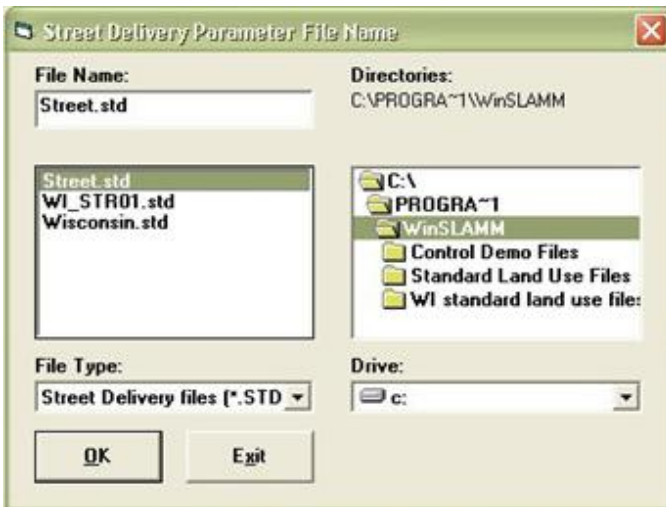 Street Delivery Parameter File Name
File Name:
Street.std
Directories:
C:\PROGRA~1\WinSLAMM
Street.std
WI_STR01.std
Wisconsin.std
C:\
PROGRA~1
WinSLAMM
Control Demo Files
Standard Land Use Files
WI standard land use files
File Type:
Street Delivery files (*.STD
Drive:
c:
OK
Exit